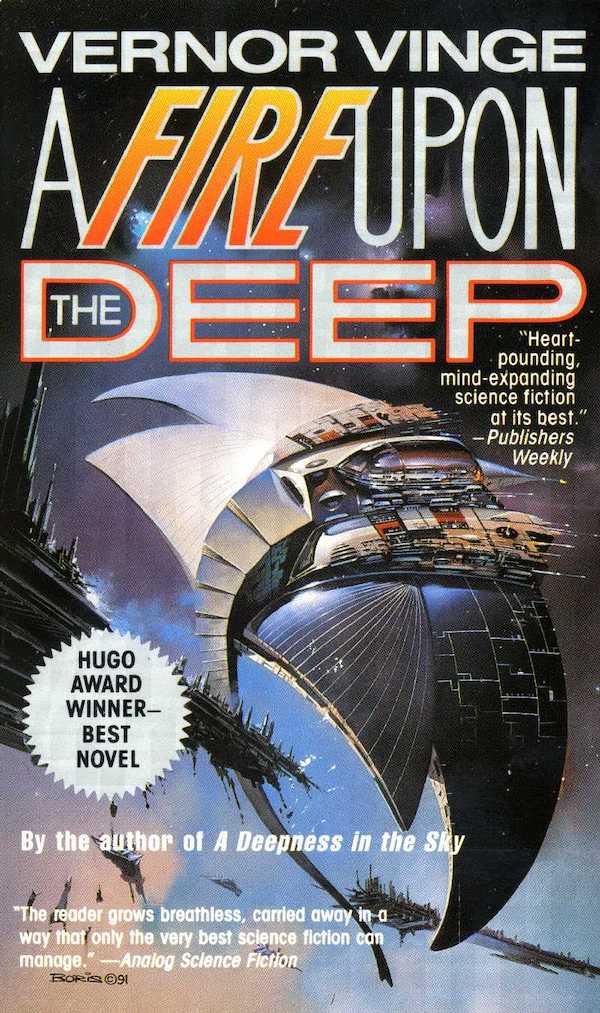 VERNOR VINGE
A FIRE UPON
THE DEEP
"Heart-
pounding,
mind-expanding
science fiction
at its best."
—Publishers
Weekly
HUGO
AWARD
WINNER—
BEST
NOVEL
By the author of A Deepness in the Sky
"The reader grows breathless, carried away in a
way that only the very best science fiction can
manage." —Analog Science Fiction
BORIS ©91